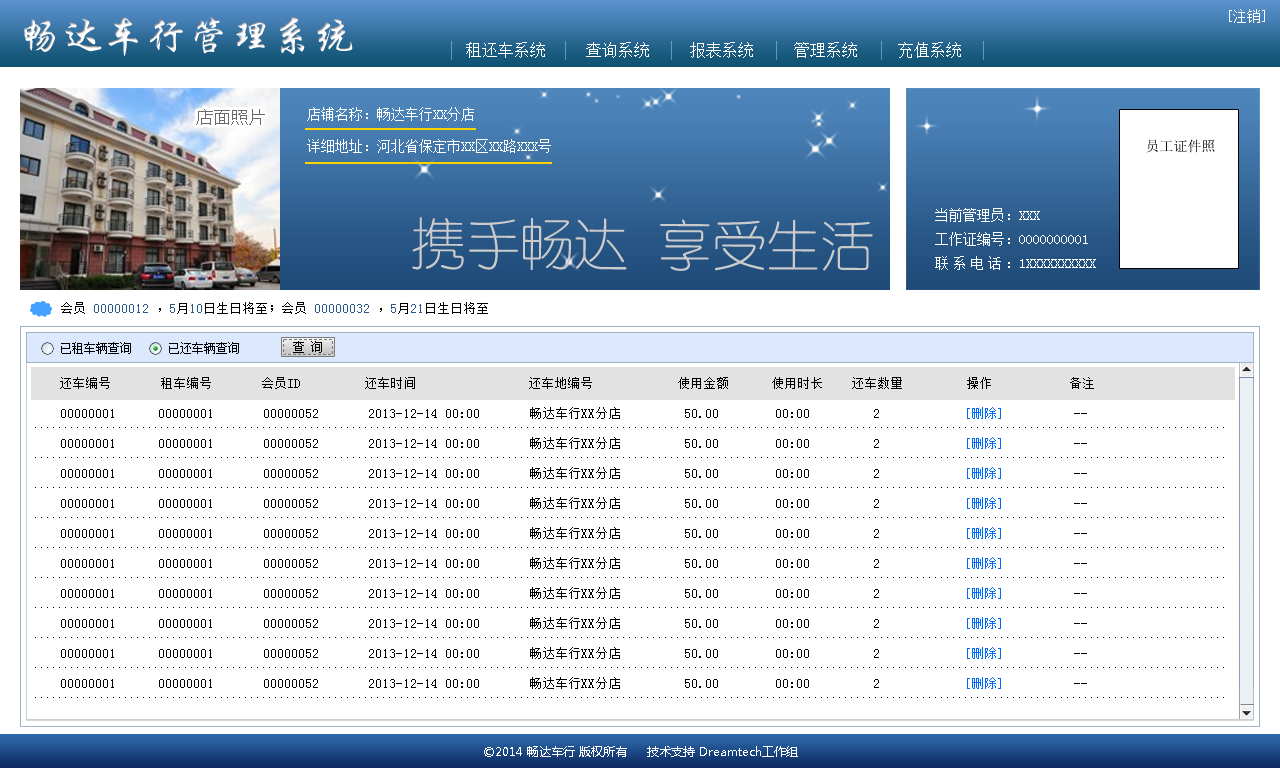 畅达车行管理系统
[注销]
租还车系统 查询系统 报表系统 管理系统 充值系统
店面照片
店铺名称：畅达车行XX分店
详细地址：河北省保定市XX区XX路XXX号
携手畅达 享受生活
员工证件照
当前管理员：XXX
工作证编号：0000000001
联系电话：1XXXXXXXXX
会员 00000012 ，5月10日生日将至；会员 00000032 ，5月21日生日将至
已租车辆查询 已还车辆查询 查询
还车编号 租车编号 会员ID 还车时间 还车地编号 使用金额 使用时长 还车数量 操作 备注
00000001 00000001 00000052 2013-12-14 00:00 畅达车行XX分店 50.00 00:00 2 [删除] --
00000001 00000001 00000052 2013-12-14 00:00 畅达车行XX分店 50.00 00:00 2 [删除] --
00000001 00000001 00000052 2013-12-14 00:00 畅达车行XX分店 50.00 00:00 2 [删除] --
00000001 00000001 00000052 2013-12-14 00:00 畅达车行XX分店 50.00 00:00 2 [删除] --
00000001 00000001 00000052 2013-12-14 00:00 畅达车行XX分店 50.00 00:00 2 [删除] --
00000001 00000001 00000052 2013-12-14 00:00 畅达车行XX分店 50.00 00:00 2 [删除] --
00000001 00000001 00000052 2013-12-14 00:00 畅达车行XX分店 50.00 00:00 2 [删除] --
00000001 00000001 00000052 2013-12-14 00:00 畅达车行XX分店 50.00 00:00 2 [删除] --
00000001 00000001 00000052 2013-12-14 00:00 畅达车行XX分店 50.00 00:00 2 [删除] --
00000001 00000001 00000052 2013-12-14 00:00 畅达车行XX分店 50.00 00:00 2 [删除] --
©2014 畅达车行 版权所有 技术支持 Dreamtech工作组